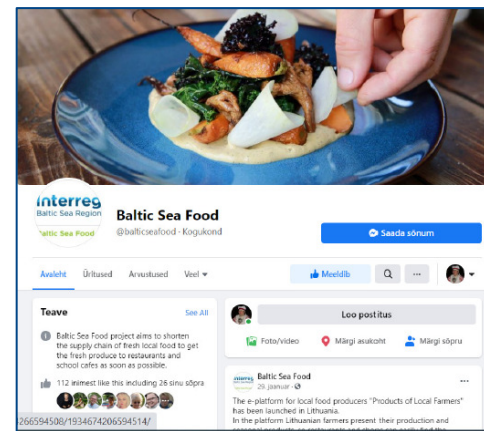 Interreg
Baltic Sea Region
Baltic Sea Food
Baltic Sea Food
@balticseafood · Kogukond
Saada sõnum
Avaleht Üritused Arvustused Veel
Meeldib
Teave See All
Baltic Sea Food project aims to shorten
the supply chain of fresh local food to get
the fresh produce to restaurants and
school cafes as soon as possible.
112 inimest like this including 26 sinu sõpra
266594508/1934674206594514/
Loo postitus
Foto/video Märgi asukoht Märgi sõpru
Baltic Sea Food
29. jaanuar
The e-platform for local food producers "Products of Local Farmers"
has been launched in Lithuania.
In the platform Lithuanian farmers present their production and